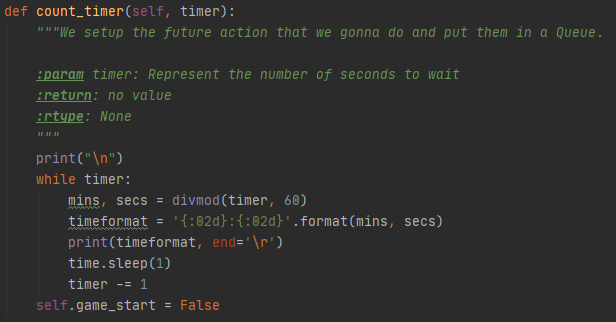 def count_timer(self, timer):
    """We setup the future action that we gonna do and put them in a Queue.

    :param timer: Represent the number of seconds to wait
    :return: no value
    :rtype: None
    """
    print("\n")
    while timer:
        mins, secs = divmod(timer, 60)
        timeformat = '{:02d}:{:02d}'.format(mins, secs)
        print(timeformat, end='\r')
        time.sleep(1)
        timer -= 1
    self.game_start = False